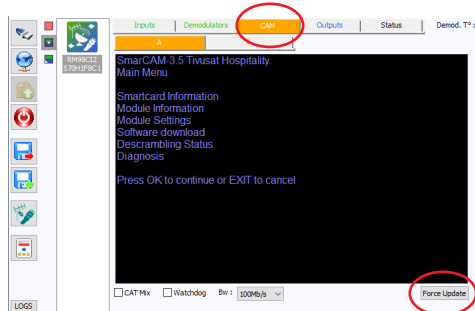 Inputs Demodulators CAM Outputs Status Demod. T° :
A
RM98CI2
S70H1F8C1
SmarCAM-3.5 Tivusat Hospitality
Main Menu
Smartcard Information
Module Information
Module Settings
Software download
Descrambling Status
Diagnosis
Press OK to continue or EXIT to cancel
CAT Mix Watchdog Bw : 100Mb/s Force Update
LOGS